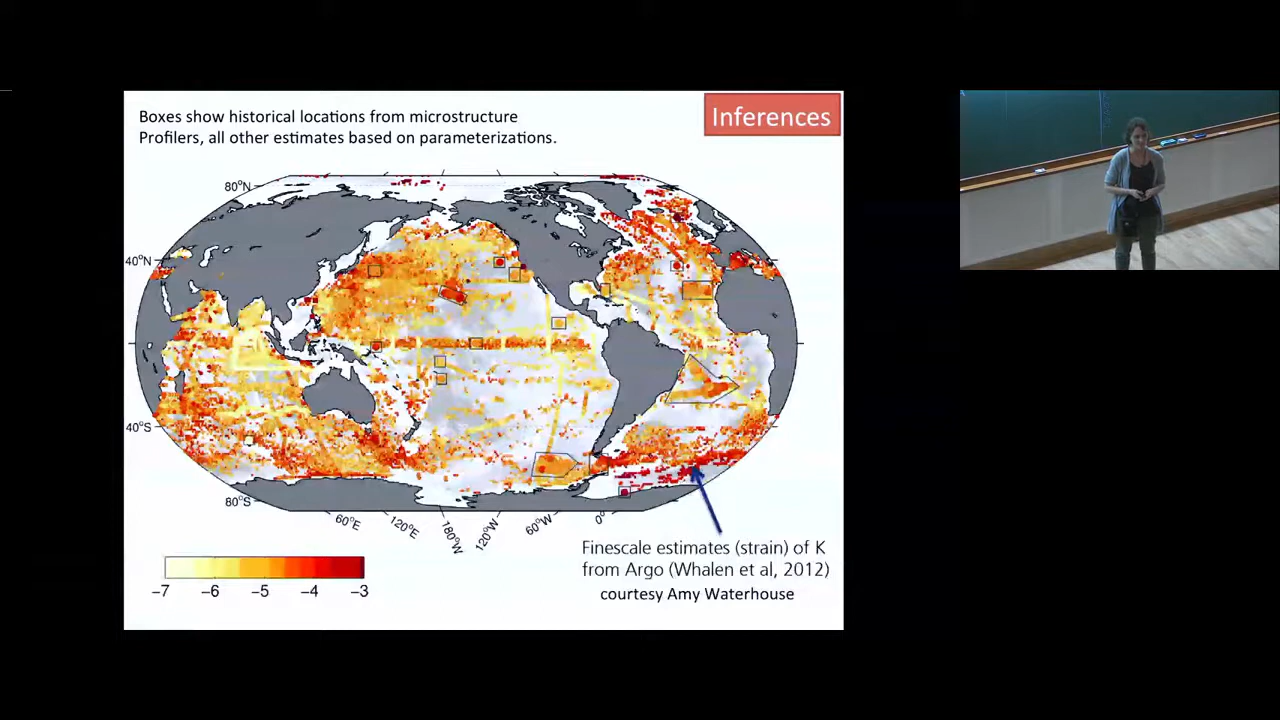 Boxes show historical locations from microstructure
Profilers, all other estimates based on parameterizations.
Inferences
80°N
40°N
40°S
80°S
60°E
120°E
180°W
120°W
60°W
0°
-7
-6
-5
-4
-3
Finescale estimates (strain) of K
from Argo (Whalen et al, 2012)
courtesy Amy Waterhouse